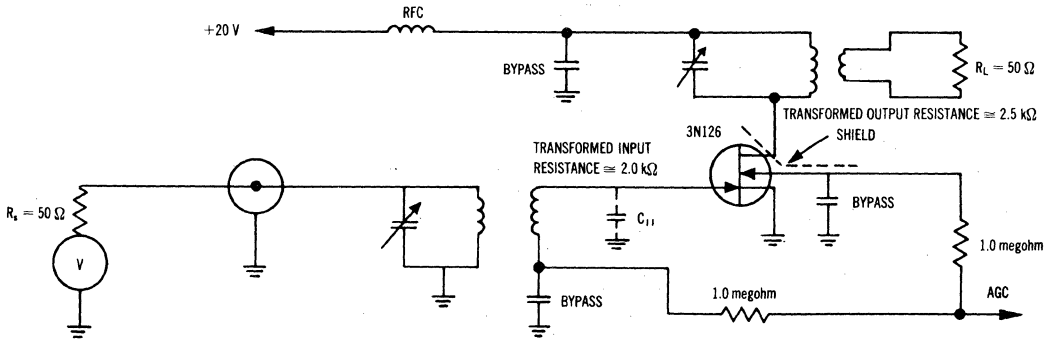 RFC
+20 V
BYPASS
R_L = 50 Ω
TRANSFORMED OUTPUT RESISTANCE ≅ 2.5 kΩ
3N126
SHIELD
TRANSFORMED INPUT
RESISTANCE ≅ 2.0 kΩ
R_s = 50 Ω
C_11
BYPASS
V
1.0 megohm
BYPASS
1.0 megohm
AGC